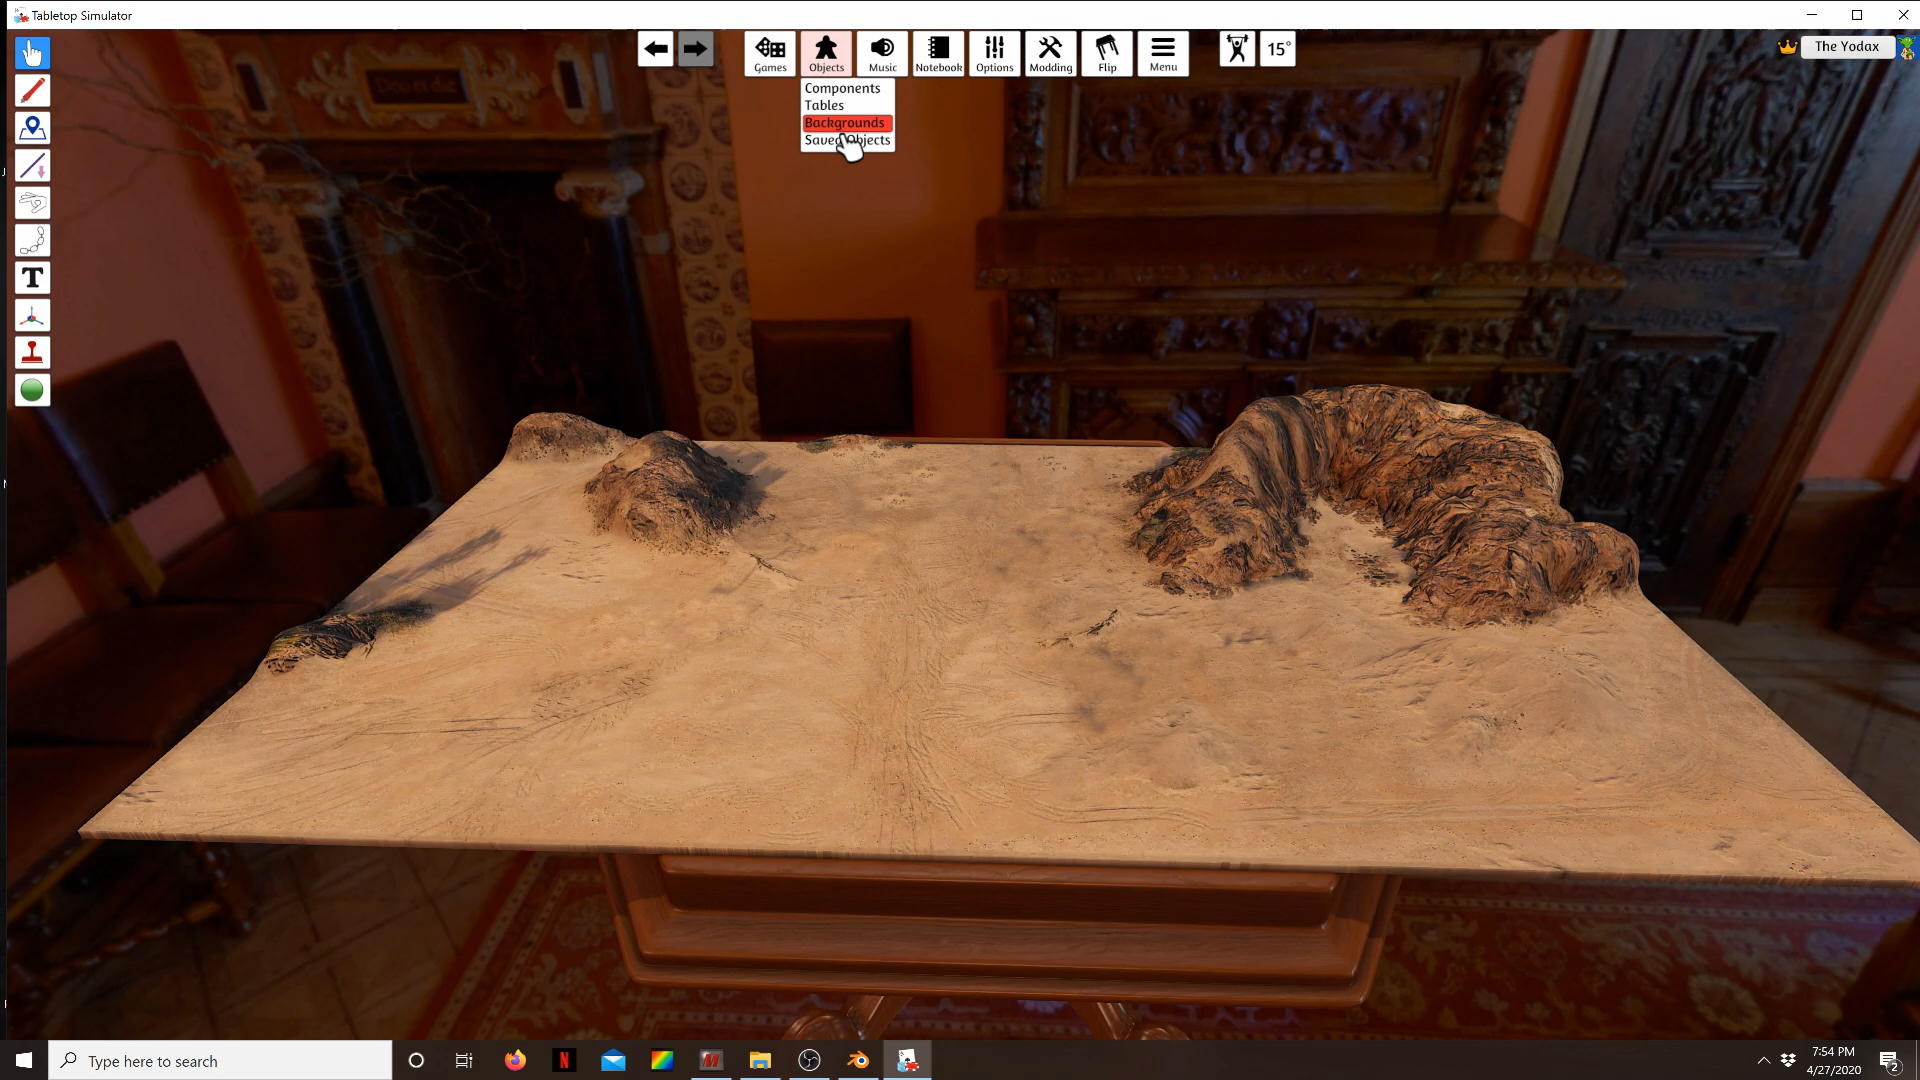 Tabletop Simulator
Games
Objects
Music
Notebook
Options
Modding
Flip
Menu
15°
The Yodax
Components
Tables
Backgrounds
Saved Objects
T
N
Type here to search
7:54 PM
4/27/2020
2